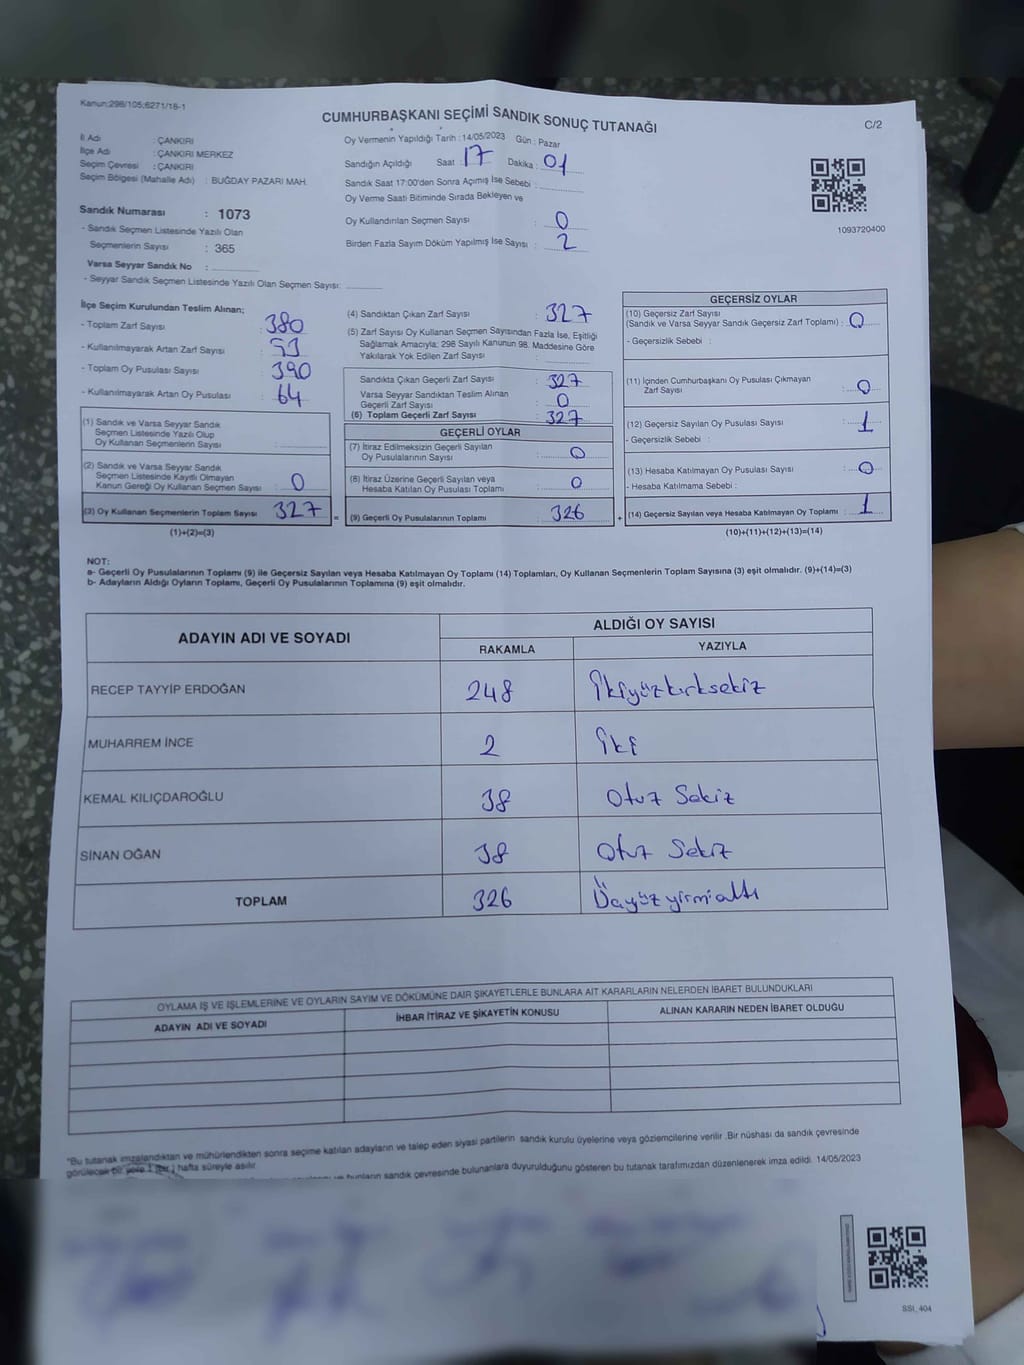 Kanun:298/105;6271/18-1
CUMHURBAŞKANI SEÇİMİ SANDIK SONUÇ TUTANAĞI
C/2
İl Adı : ÇANKIRI
İlçe Adı : ÇANKIRI MERKEZ
Seçim Çevresi : ÇANKIRI
Seçim Bölgesi (Mahalle Adı) : BUĞDAY PAZARI MAH.
Oy Vermenin Yapıldığı Tarih : 14/05/2023 Gün : Pazar
Sandığın Açıldığı Saat : 17 Dakika : 01
Sandık Saat 17:00'den Sonra Açımış İse Sebebi :
Oy Verme Saati Bitiminde Sırada Bekleyen ve
Oy Kullandırılan Seçmen Sayısı : 0
Birden Fazla Sayım Döküm Yapılmış İse Sayısı : 2
1093720400
Sandık Numarası : 1073
- Sandık Seçmen Listesinde Yazılı Olan
Seçmenlerin Sayısı : 365
Varsa Seyyar Sandık No :
- Seyyar Sandık Seçmen Listesinde Yazılı Olan Seçmen Sayısı:
İlçe Seçim Kurulundan Teslim Alınan;
- Toplam Zarf Sayısı : 380
- Kullanılmayarak Artan Zarf Sayısı : 53
- Toplam Oy Pusulası Sayısı : 390
- Kullanılmayarak Artan Oy Pusulası : 64
(1) Sandık ve Varsa Seyyar Sandık
Seçmen Listesinde Yazılı Olup
Oy Kullanan Seçmenlerin Sayısı :
(2) Sandık ve Varsa Seyyar Sandık
Seçmen Listesinde Kayıtlı Olmayan
Kanun Gereği Oy Kullanan Seçmen Sayısı : 0
(3) Oy Kullanan Seçmenlerin Toplam Sayısı : 327
(1)+(2)=(3)
(4) Sandıktan Çıkan Zarf Sayısı : 327
(5) Zarf Sayısı Oy Kullanan Seçmen Sayısından Fazla İse, Eşitliği
Sağlamak Amacıyla; 298 Sayılı Kanunun 98. Maddesine Göre
Yakılarak Yok Edilen Zarf Sayısı :
Sandıkta Çıkan Geçerli Zarf Sayısı : 327
Varsa Seyyar Sandıktan Teslim Alınan
Geçerli Zarf Sayısı : 0
(6) Toplam Geçerli Zarf Sayısı : 327
GEÇERLİ OYLAR
(7) İtiraz Edilmeksizin Geçerli Sayılan
Oy Pusulalarının Sayısı : 0
(8) İtiraz Üzerine Geçerli Sayılan veya
Hesaba Katılan Oy Pusulası Toplamı : 0
= (9) Geçerli Oy Pusulalarının Toplamı : 326
GEÇERSİZ OYLAR
(10) Geçersiz Zarf Sayısı
(Sandık ve Varsa Seyyar Sandık Geçersiz Zarf Toplamı) : 0
- Geçersizlik Sebebi :
(11) İçinden Cumhurbaşkanı Oy Pusulası Çıkmayan
Zarf Sayısı : 0
(12) Geçersiz Sayılan Oy Pusulası Sayısı : 1
- Geçersizlik Sebebi :
(13) Hesaba Katılmayan Oy Pusulası Sayısı : 0
- Hesaba Katılmama Sebebi :
+ (14) Geçersiz Sayılan veya Hesaba Katılmayan Oy Toplamı : 1
(10)+(11)+(12)+(13)=(14)
NOT:
a- Geçerli Oy Pusulalarının Toplamı (9) ile Geçersiz Sayılan veya Hesaba Katılmayan Oy Toplamı (14) Toplamları, Oy Kullanan Seçmenlerin Toplam Sayısına (3) eşit olmalıdır. (9)+(14)=(3)
b- Adayların Aldığı Oyların Toplamı, Geçerli Oy Pusulalarının Toplamına (9) eşit olmalıdır.
ADAYIN ADI VE SOYADI
ALDIĞI OY SAYISI
RAKAMLA YAZIYLA
RECEP TAYYİP ERDOĞAN 248 İkiyüzkırksekiz
MUHARREM İNCE 2 İki
KEMAL KILIÇDAROĞLU 38 Otuz Sekiz
SİNAN OĞAN 38 Otuz Sekiz
TOPLAM 326 Üçyüz yirmialtı
OYLAMA İŞ VE İŞLEMLERİNE VE OYLARIN SAYIM VE DÖKÜMÜNE DAİR ŞİKAYETLERLE BUNLARA AİT KARARLARIN NELERDEN İBARET BULUNDUKLARI
ADAYIN ADI VE SOYADI İHBAR İTİRAZ VE ŞİKAYETİN KONUSU ALINAN KARARIN NEDEN İBARET OLDUĞU
"Bu tutanak imzalandıktan ve mühürlendikten sonra seçime katılan adayların ve talep eden siyasi partilerin sandık kurulu üyelerine veya gözlemcilerine verilir .Bir nüshası da sandık çevresinde
görülecek bir yere 1 (bir) hafta süreyle asılır.
bunların sandık çevresinde bulunanlara duyurulduğunu gösteren bu tutanak tarafımızdan düzenlenerek imza edildi. 14/05/2023
SSI_404